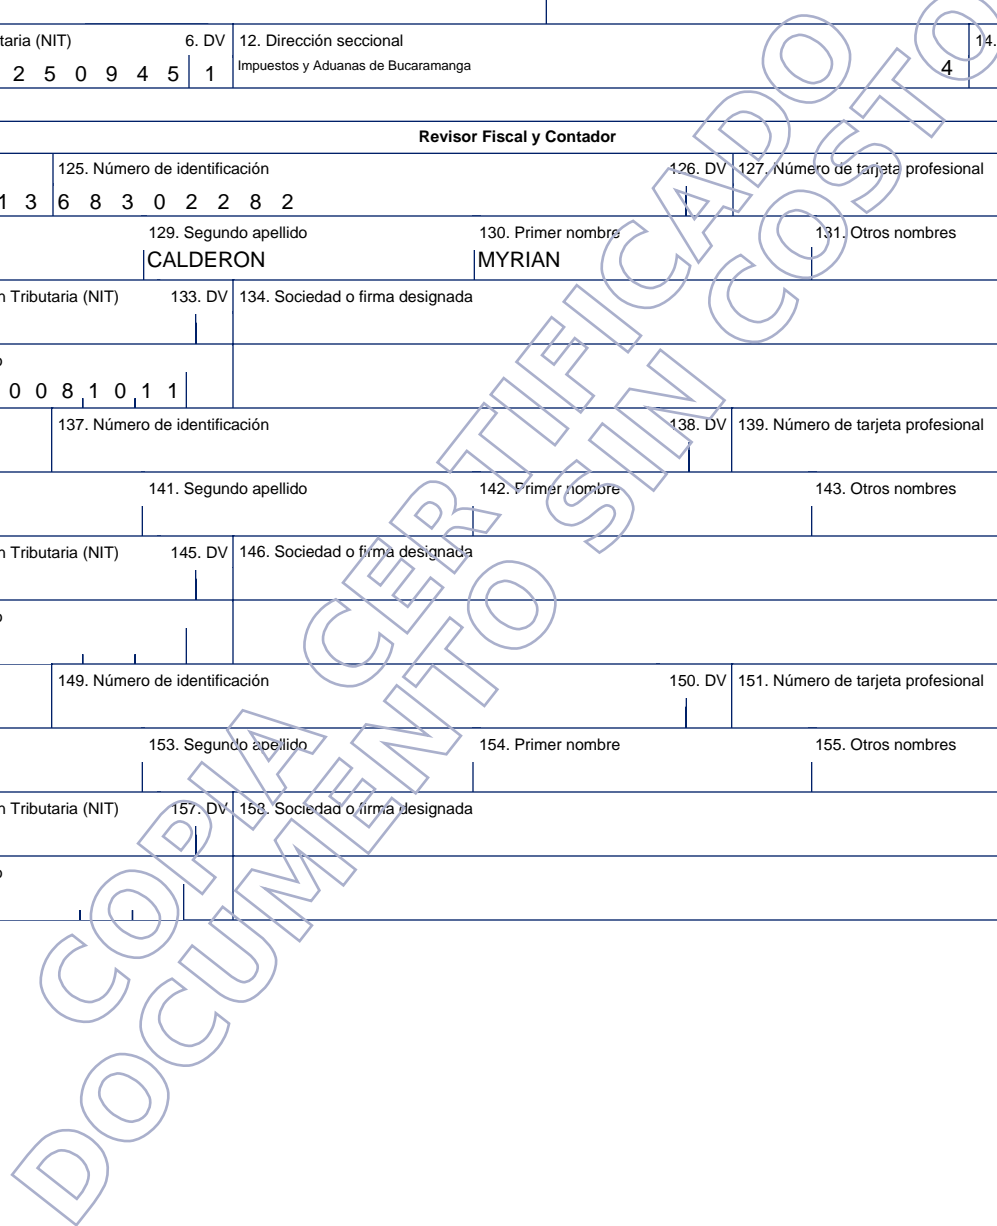 taria (NIT) 6. DV 12. Dirección seccional 14.
2 5 0 9 4 5 1 Impuestos y Aduanas de Bucaramanga 4
Revisor Fiscal y Contador
125. Número de identificación 126. DV 127. Número de tarjeta profesional
1 3 6 8 3 0 2 2 8 2
129. Segundo apellido 130. Primer nombre 131. Otros nombres
CALDERON MYRIAN
n Tributaria (NIT) 133. DV 134. Sociedad o firma designada
o
0 0 8 1 0 1 1
137. Número de identificación 138. DV 139. Número de tarjeta profesional
141. Segundo apellido 142. Primer nombre 143. Otros nombres
n Tributaria (NIT) 145. DV 146. Sociedad o firma designada
o
149. Número de identificación 150. DV 151. Número de tarjeta profesional
153. Segundo apellido 154. Primer nombre 155. Otros nombres
n Tributaria (NIT) 157. DV 158. Sociedad o firma designada
o
COPIA CERTIFICADO
DOCUMENTO SIN COSTO